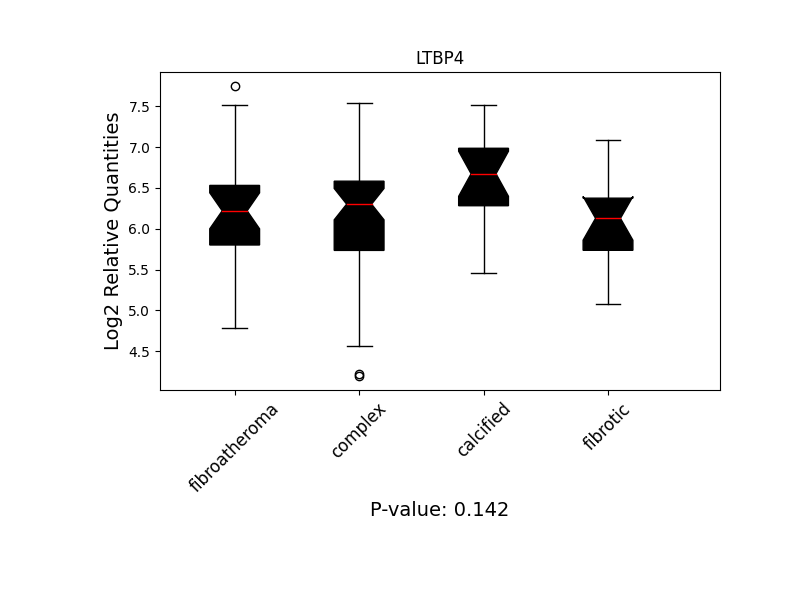 LTBP4
Log2 Relative Quantities
7.5
7.0
6.5
6.0
5.5
5.0
4.5
fibroatheroma
complex
calcified
fibrotic
P-value: 0.142